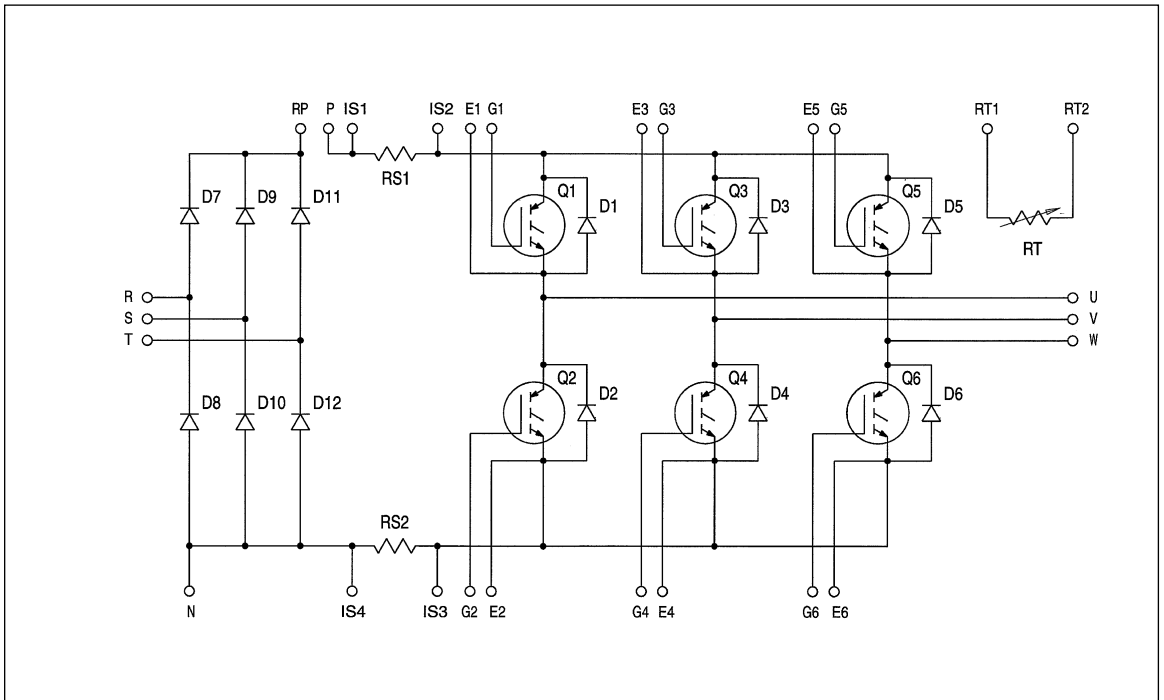 RP P IS1 IS2 E1 G1 E3 G3 E5 G5 RT1 RT2
RS1
D7 D9 D11 Q1 D1 Q3 D3 Q5 D5
RT
R U
S V
T W
D8 D10 D12 Q2 D2 Q4 D4 Q6 D6
RS2
N IS4 IS3 G2 E2 G4 E4 G6 E6